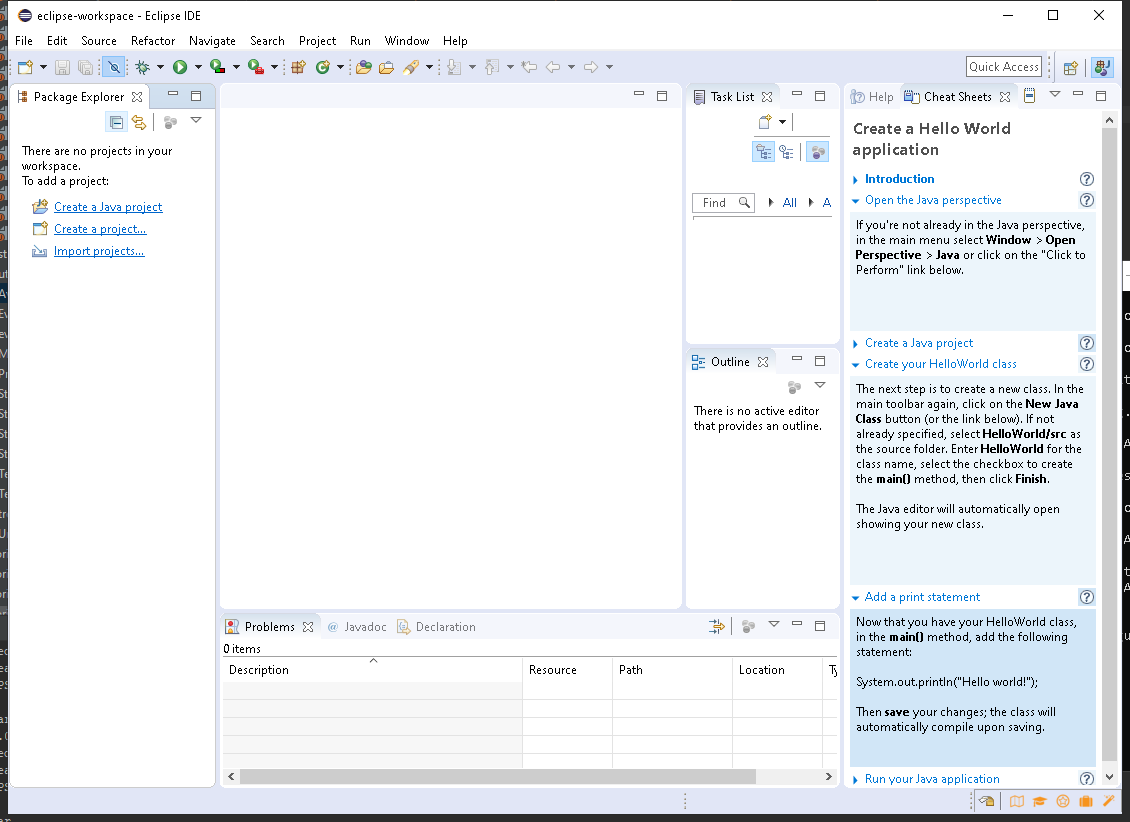 eclipse-workspace - Eclipse IDE
File Edit Source Refactor Navigate Search Project Run Window Help
Quick Access
Package Explorer
There are no projects in your
workspace.
To add a project:
Create a Java project
Create a project...
Import projects...
Task List
Find All A
Outline
There is no active editor
that provides an outline.
Problems @ Javadoc Declaration
0 items
Description Resource Path Location Ty
Help Cheat Sheets
Create a Hello World
application
Introduction
Open the Java perspective
If you're not already in the Java perspective,
in the main menu select Window > Open
Perspective > Java or click on the "Click to
Perform" link below.
Create a Java project
Create your HelloWorld class
The next step is to create a new class. In the
main toolbar again, click on the New Java
Class button (or the link below). If not
already specified, select HelloWorld/src as
the source folder. Enter HelloWorld for the
class name, select the checkbox to create
the main() method, then click Finish.
The Java editor will automatically open
showing your new class.
Add a print statement
Now that you have your HelloWorld class,
in the main() method, add the following
statement:
System.out.println("Hello world!");
Then save your changes; the class will
automatically compile upon saving.
Run your Java application